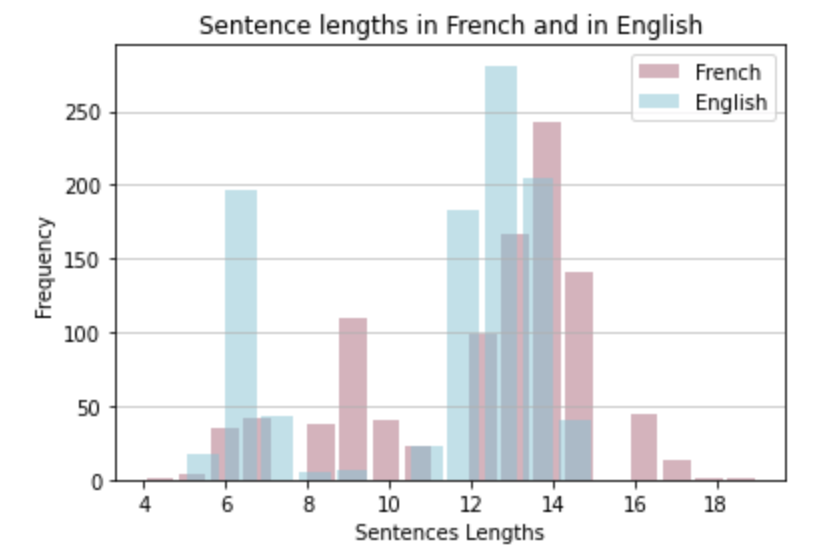 Sentence lengths in French and in English
French
English
250
200
150
100
50
0
Frequency
4 6 8 10 12 14 16 18
Sentences Lengths